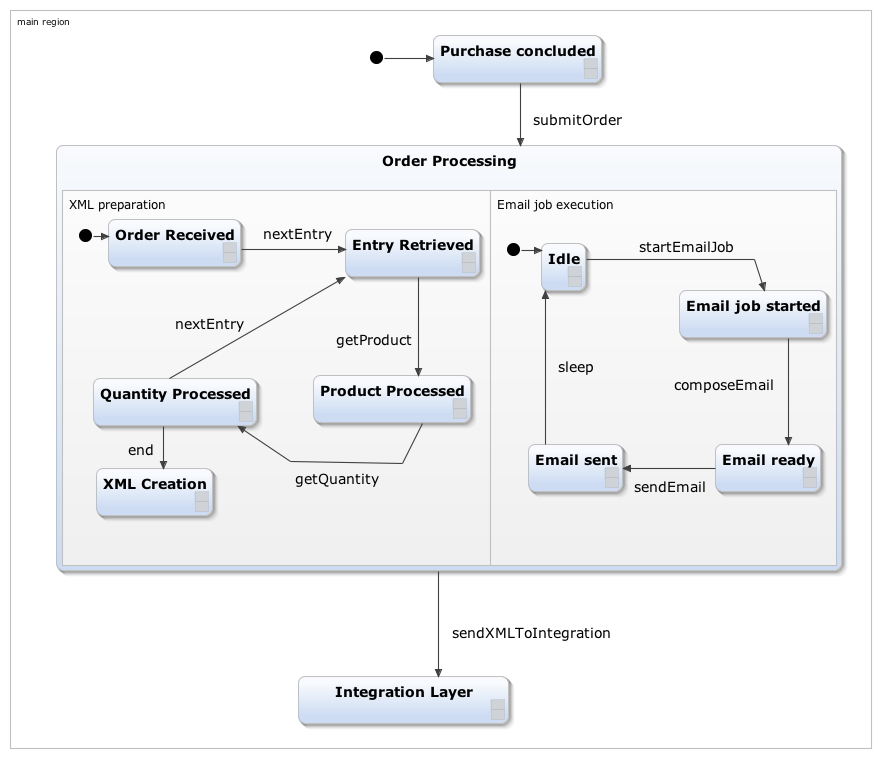 main region
Purchase concluded
submitOrder
Order Processing
XML preparation
Order Received
nextEntry
Entry Retrieved
nextEntry
getProduct
Quantity Processed
Product Processed
end
getQuantity
XML Creation
Email job execution
Idle
startEmailJob
Email job started
sleep
composeEmail
Email sent
sendEmail
Email ready
sendXMLToIntegration
Integration Layer